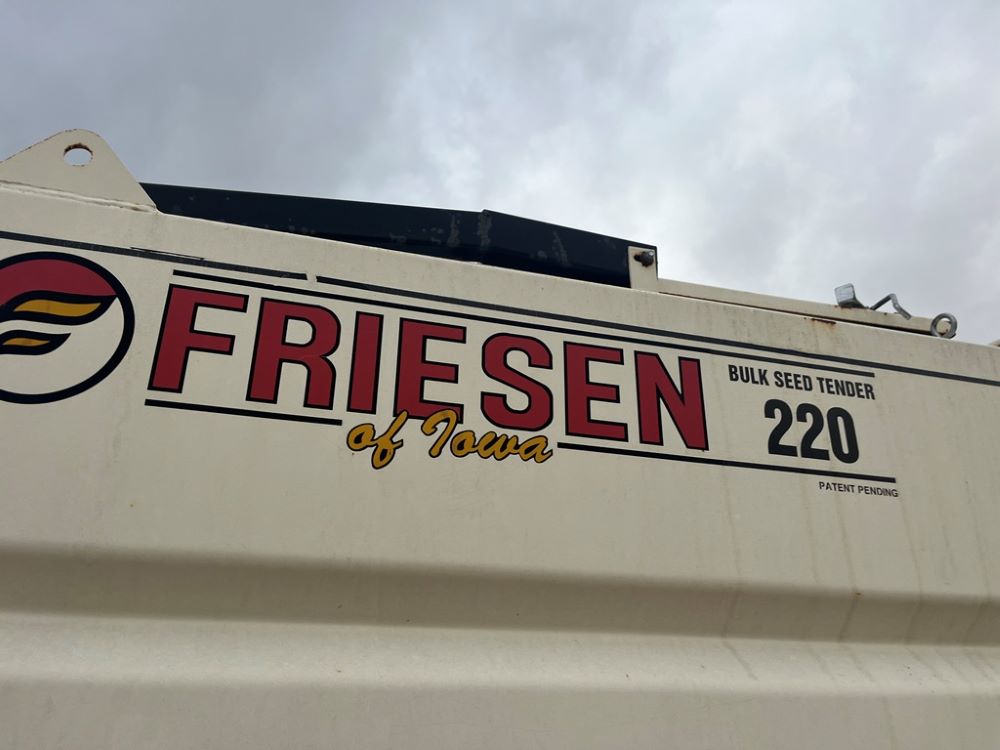 FRIESEN
of Iowa
BULK SEED TENDER
220
PATENT PENDING